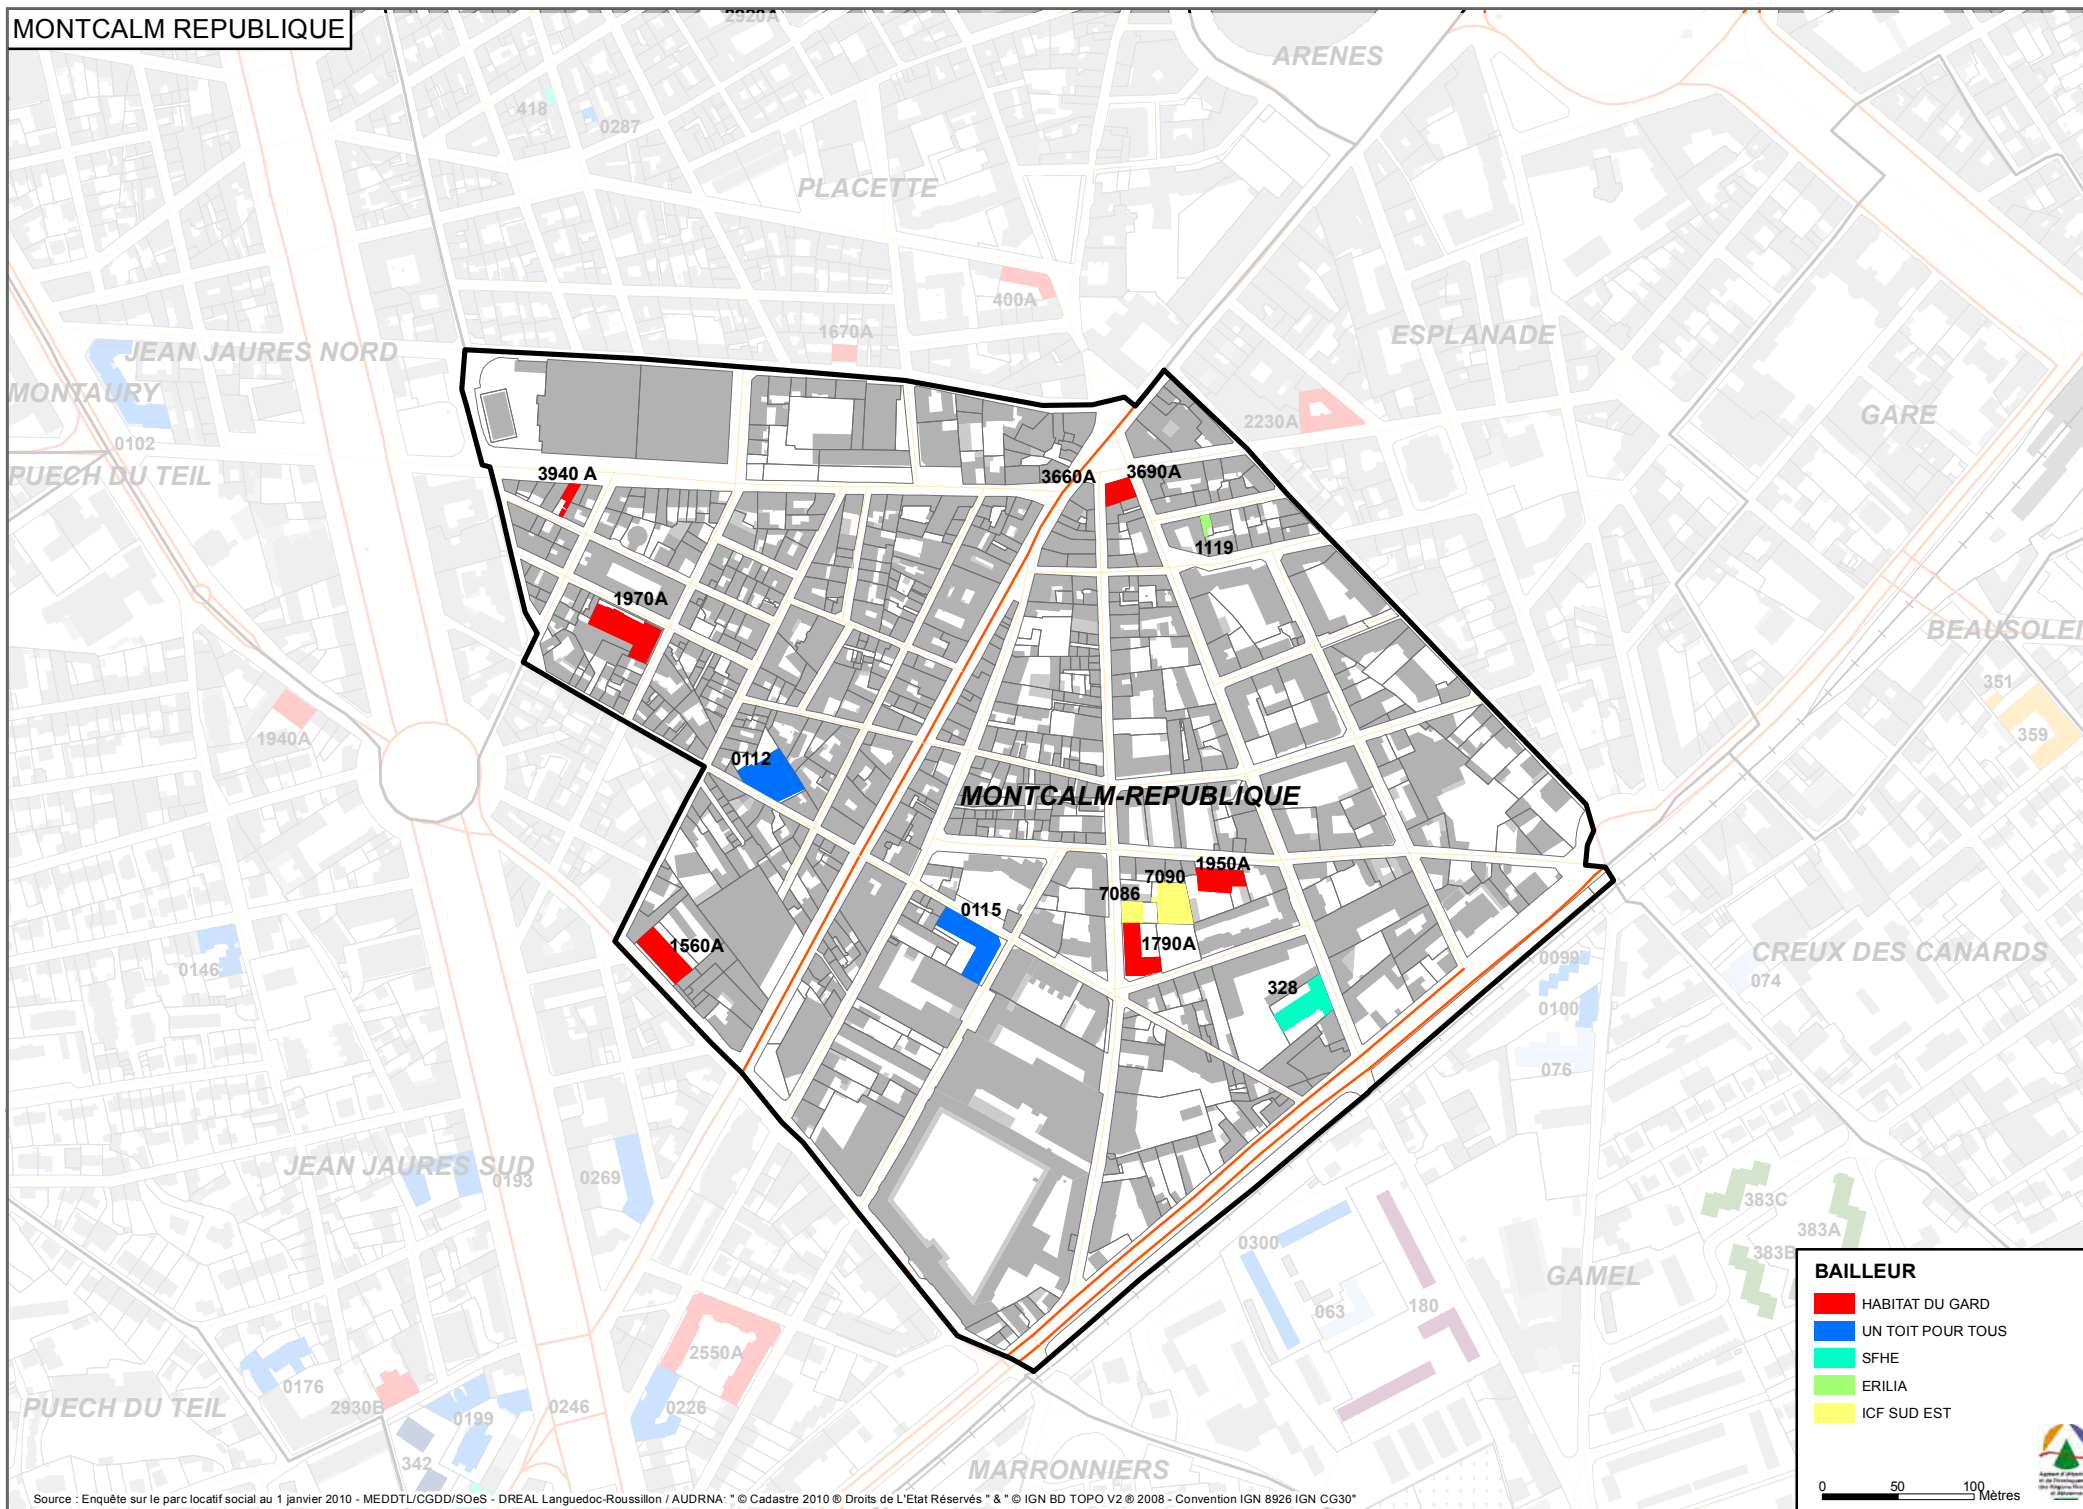 MONTCALM REPUBLIQUE
2920A
ARENES
418
0287
PLACETTE
400A
1670A
JEAN JAURES NORD
ESPLANADE
MONTAURY
0102
2230A
GARE
PUECH DU TEIL
3940 A
3660A
3690A
1119
1970A
BEAUSOLEI
351
359
1940A
0112
MONTCALM-REPUBLIQUE
1950A
7090
7086
0115
1790A
1560A
0146
328
0099
CREUX DES CANARDS
074
0100
076
JEAN JAURES SUD
0193
0269
383C
383A
383B
0300
GAMEL
063
180
2550A
0176
2930B
0199
0246
0226
PUECH DU TEIL
342
MARRONNIERS
BAILLEUR
HABITAT DU GARD
UN TOIT POUR TOUS
SFHE
ERILIA
ICF SUD EST
0 50 100
Mètres
Source : Enquête sur le parc locatif social au 1 janvier 2010 - MEDDTL/CGDD/SOeS - DREAL Languedoc-Roussillon / AUDRNA: " © Cadastre 2010 ® Droits de L'Etat Réservés " & " © IGN BD TOPO V2 ® 2008 - Convention IGN 8926 IGN CG30"